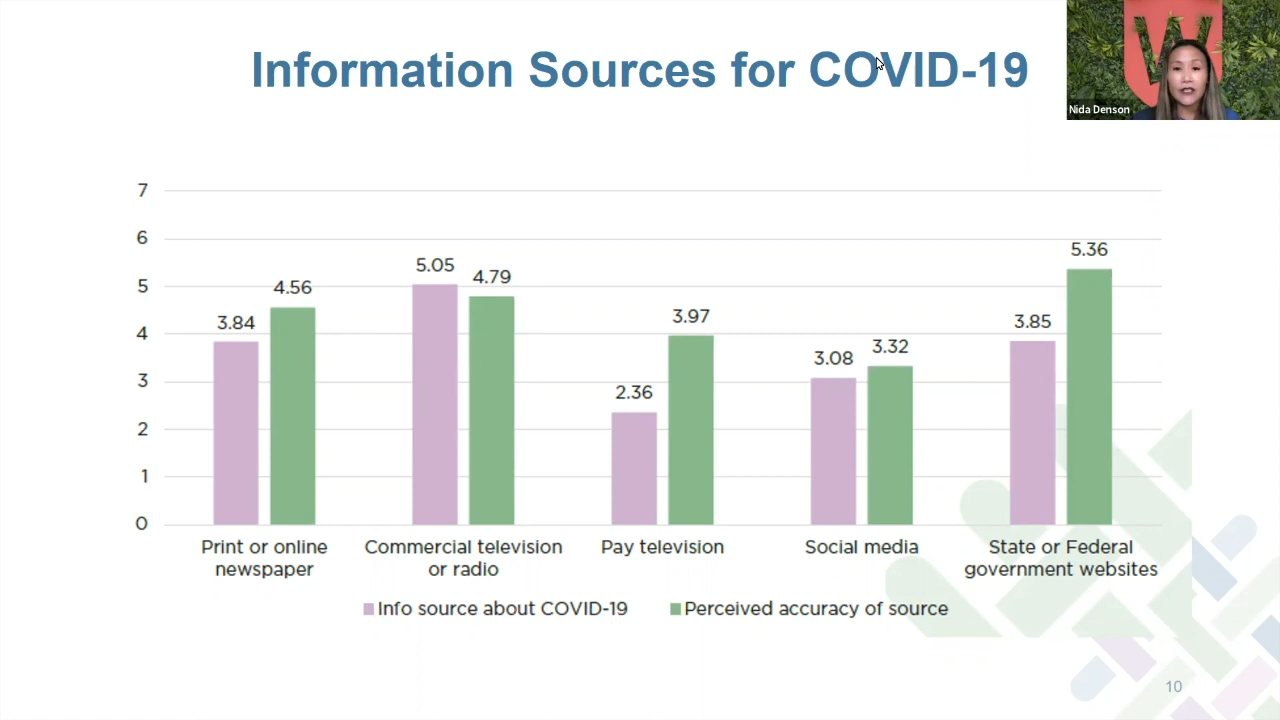 Information Sources for COVID-19
W
Nida Denson
7
6
5
4
3
2
1
0
3.84
4.56
5.05
4.79
2.36
3.97
3.08
3.32
3.85
5.36
Print or online
newspaper
Commercial television
or radio
Pay television
Social media
State or Federal
government websites
Info source about COVID-19
Perceived accuracy of source
10